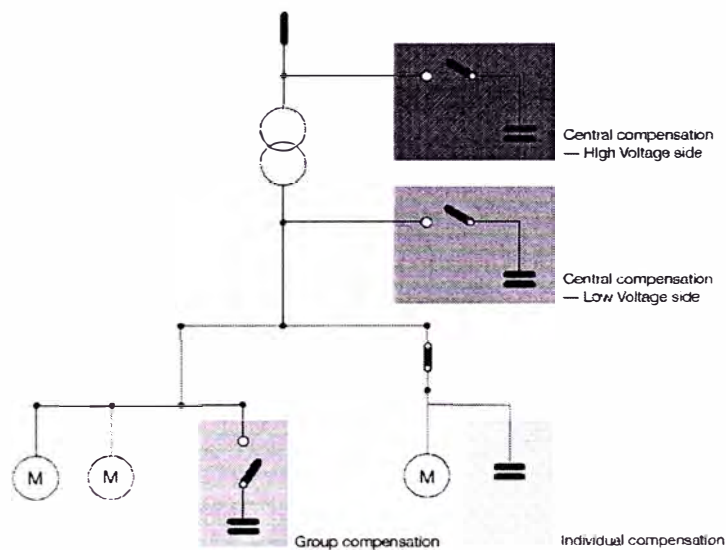 Central compensation
— High Voltage side
Central compensation
— Low Voltage side
M
M
M
Group compensation
Individual compensation